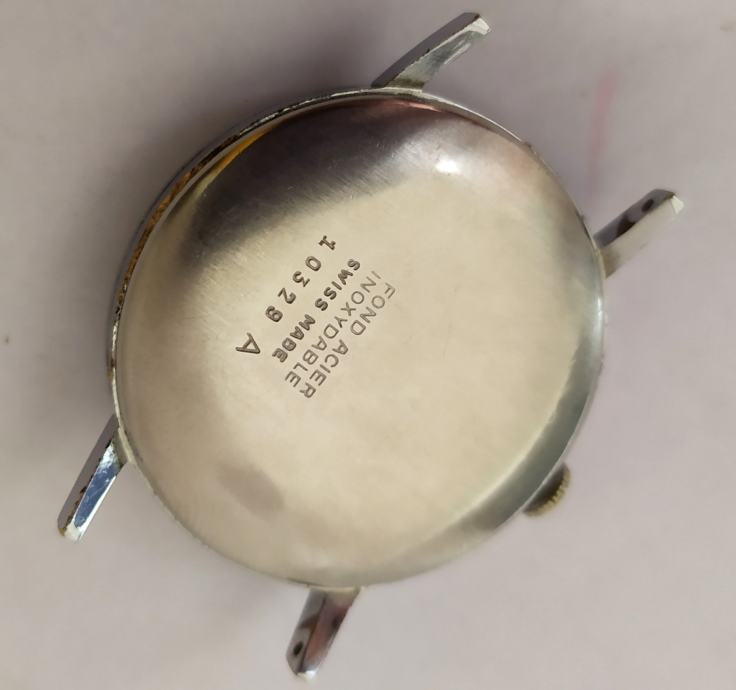 FOND ACIER
INOXYDABLE
SWISS MADE
10329 A